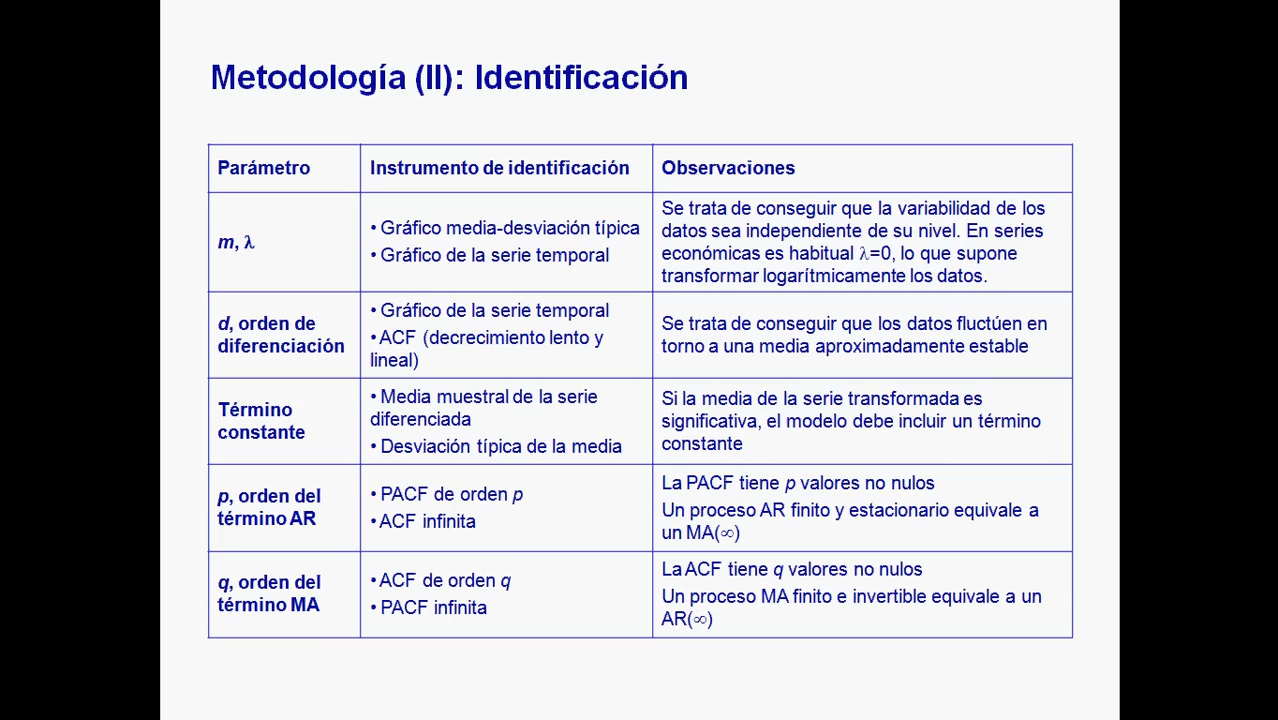 Metodología (II): Identificación
Parámetro
Instrumento de identificación
Observaciones
m, λ
• Gráfico media-desviación típica
• Gráfico de la serie temporal
Se trata de conseguir que la variabilidad de los
datos sea independiente de su nivel. En series
económicas es habitual λ=0, lo que supone
transformar logarítmicamente los datos.
d, orden de
diferenciación
• Gráfico de la serie temporal
• ACF (decrecimiento lento y
lineal)
Se trata de conseguir que los datos fluctúen en
torno a una media aproximadamente estable
Término
constante
• Media muestral de la serie
diferenciada
• Desviación típica de la media
Si la media de la serie transformada es
significativa, el modelo debe incluir un término
constante
p, orden del
término AR
• PACF de orden p
• ACF infinita
La PACF tiene p valores no nulos
Un proceso AR finito y estacionario equivale a
un MA(∞)
q, orden del
término MA
• ACF de orden q
• PACF infinita
La ACF tiene q valores no nulos
Un proceso MA finito e invertible equivale a un
AR(∞)